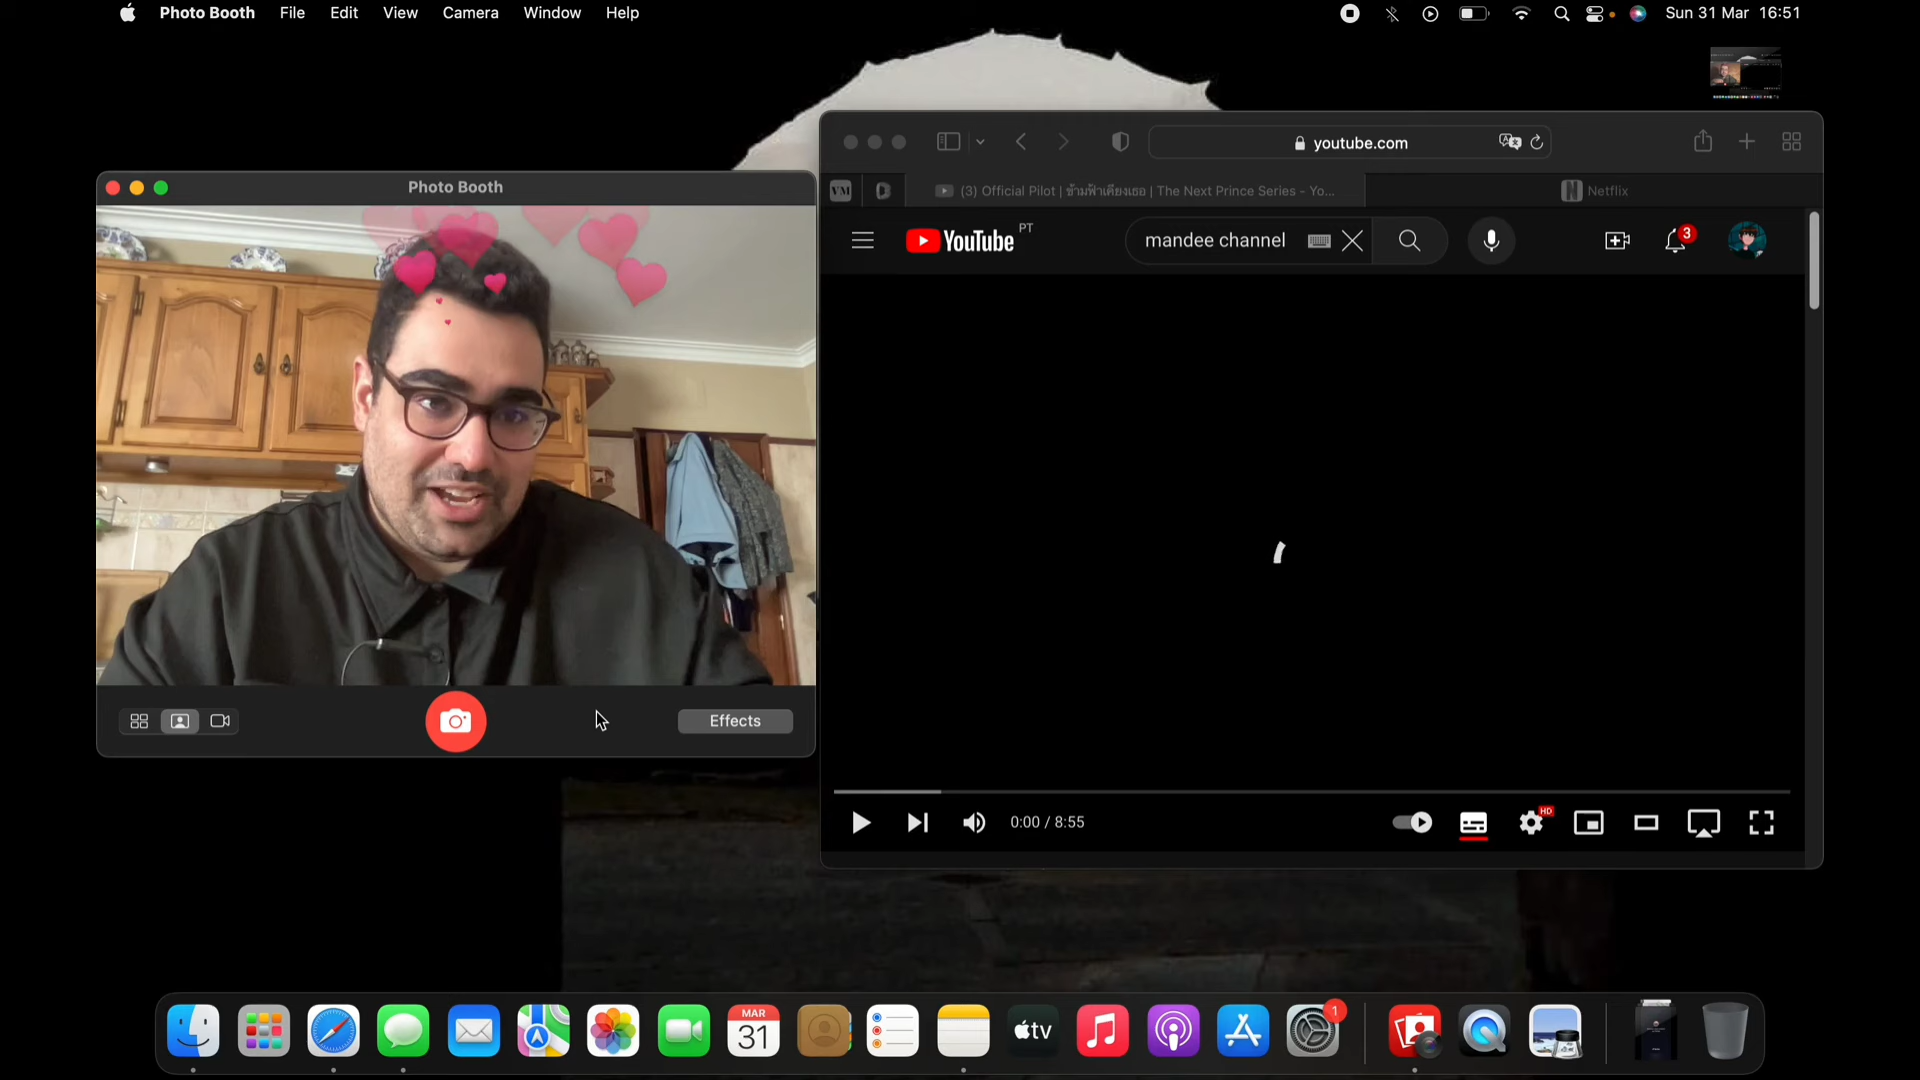 Photo Booth File Edit View Camera Window Help
Sun 31 Mar 16:51
Photo Booth
Effects
youtube.com
VM
(3) Official Pilot | ข้ามฟ้าเคียงเธอ | The Next Prince Series - Yo...
N Netflix
YouTube PT
mandee channel
3
0:00 / 8:55
HD
MAR
31
tv
1